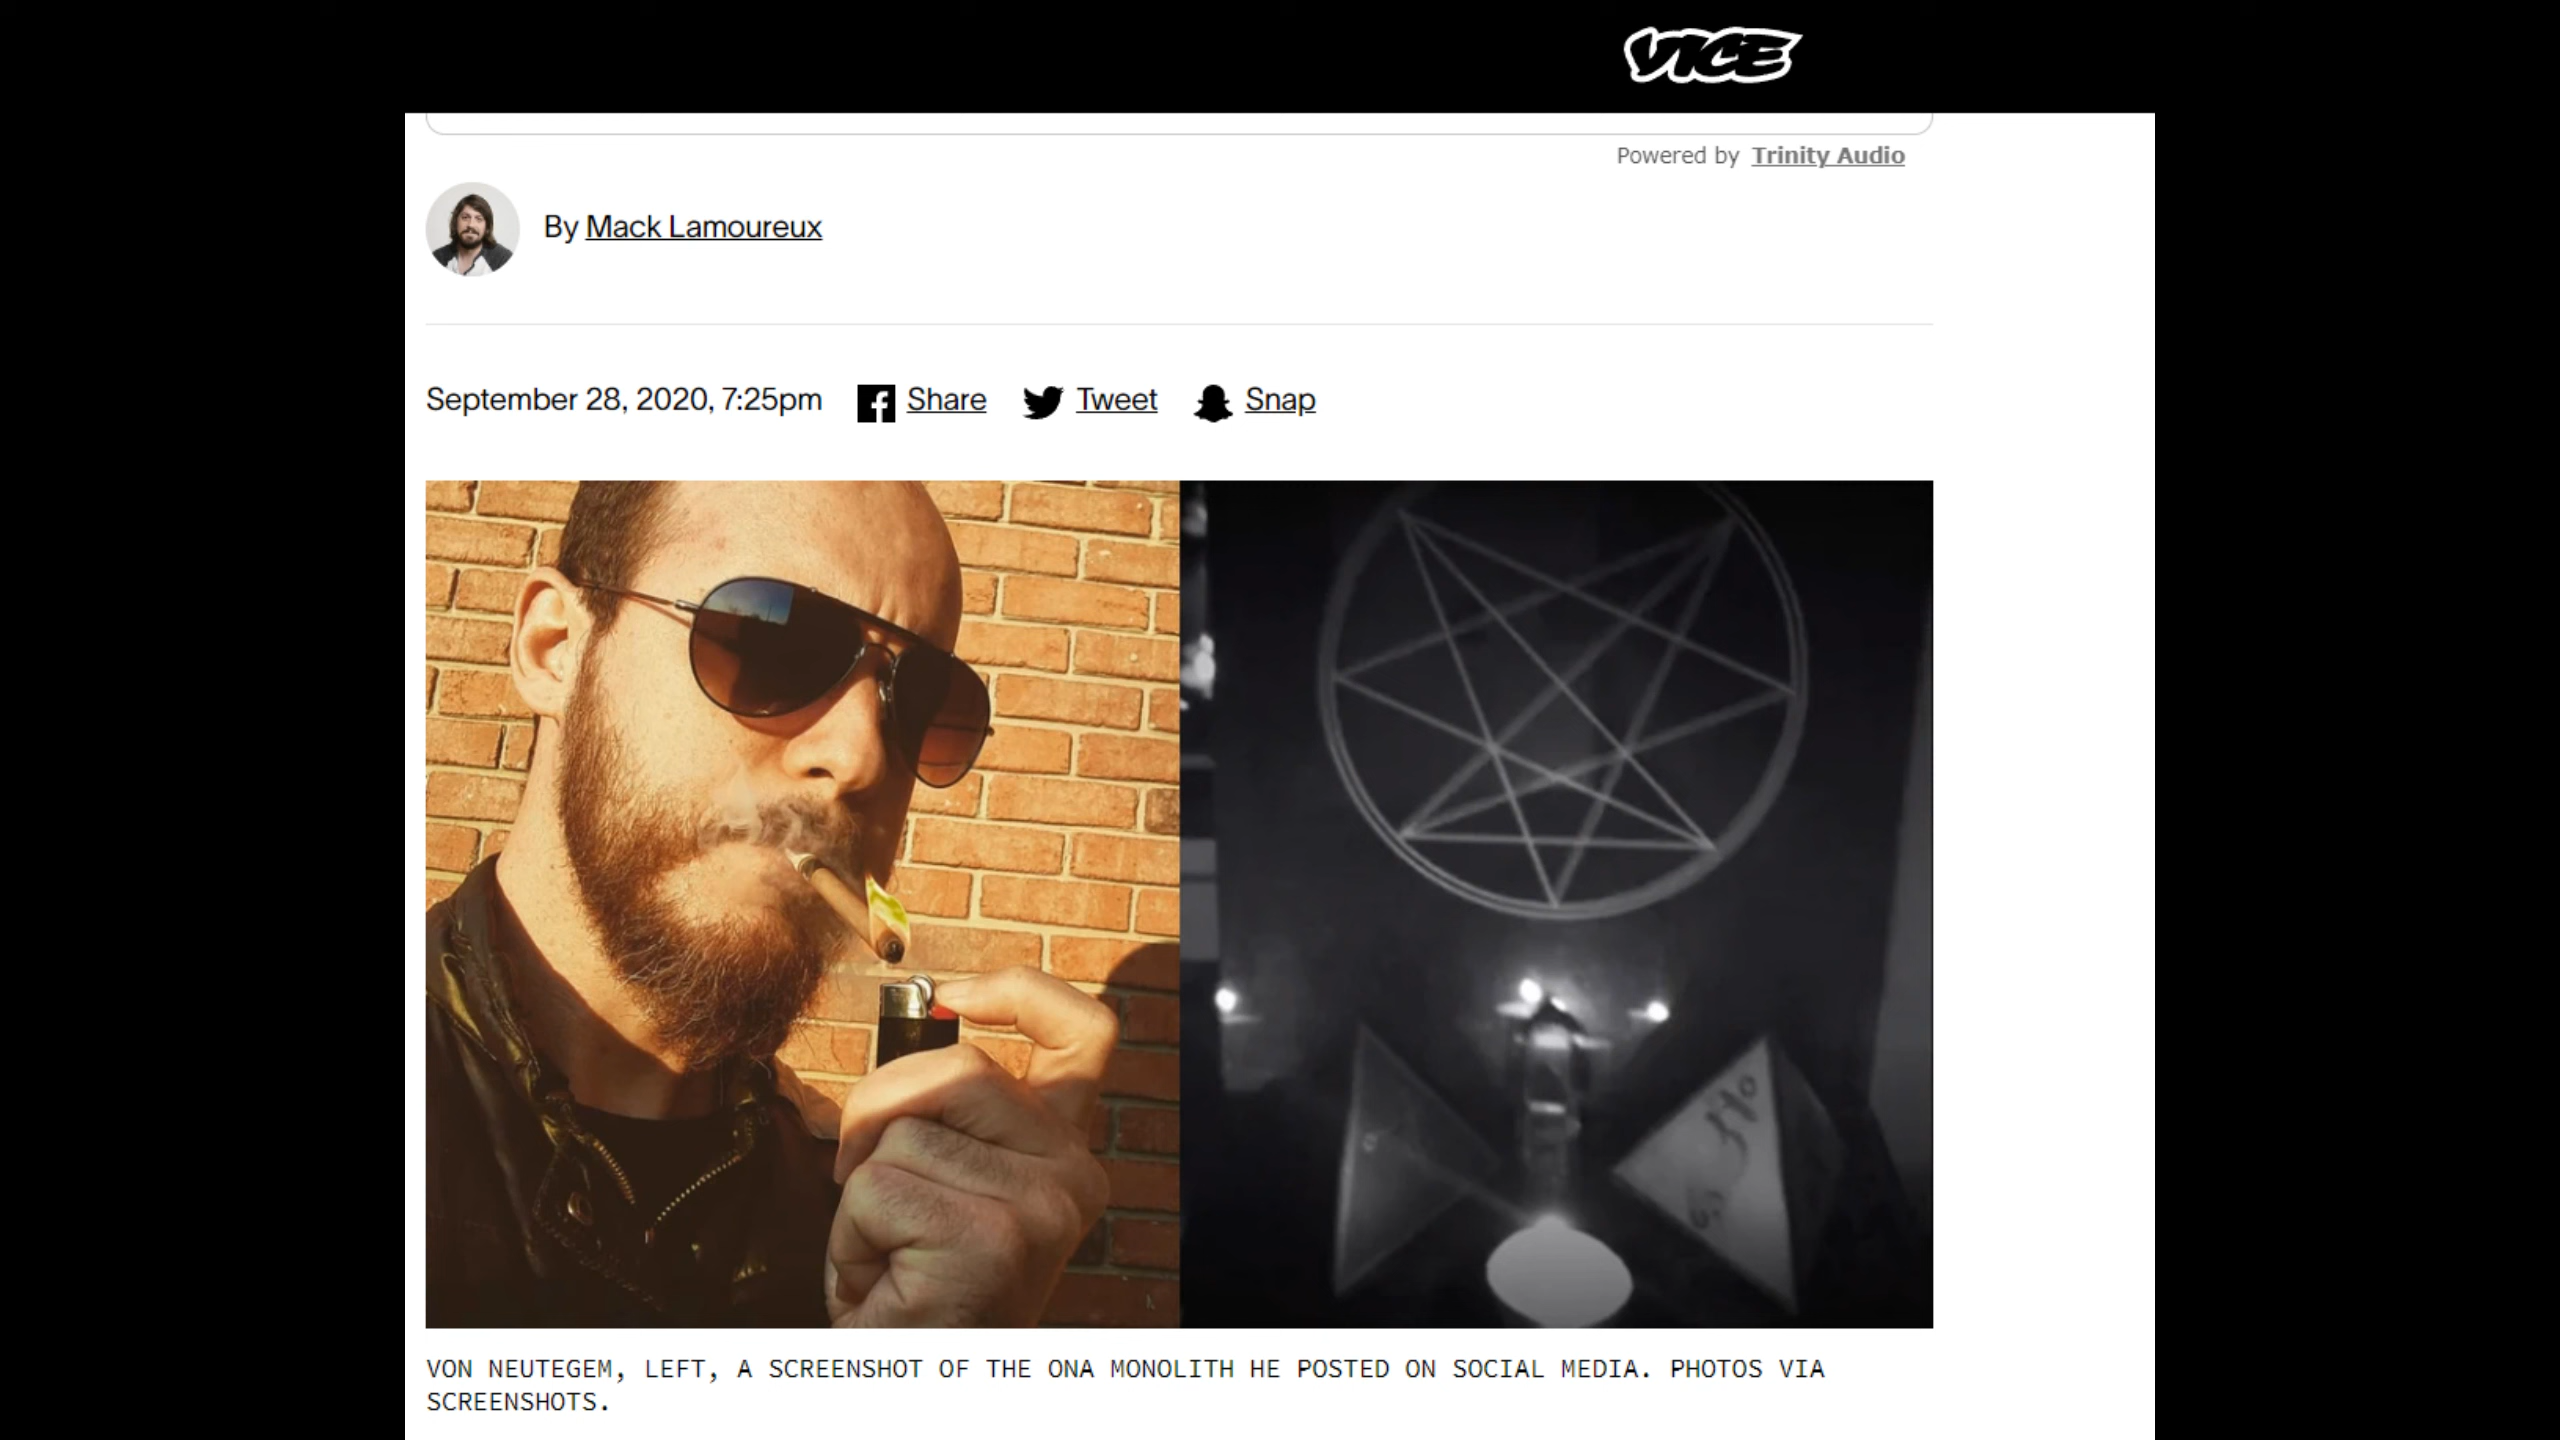 VICE
Powered by Trinity Audio
By Mack Lamoureux
September 28, 2020, 7:25pm Share Tweet Snap
VON NEUTEGEM, LEFT, A SCREENSHOT OF THE ONA MONOLITH HE POSTED ON SOCIAL MEDIA. PHOTOS VIA
SCREENSHOTS.